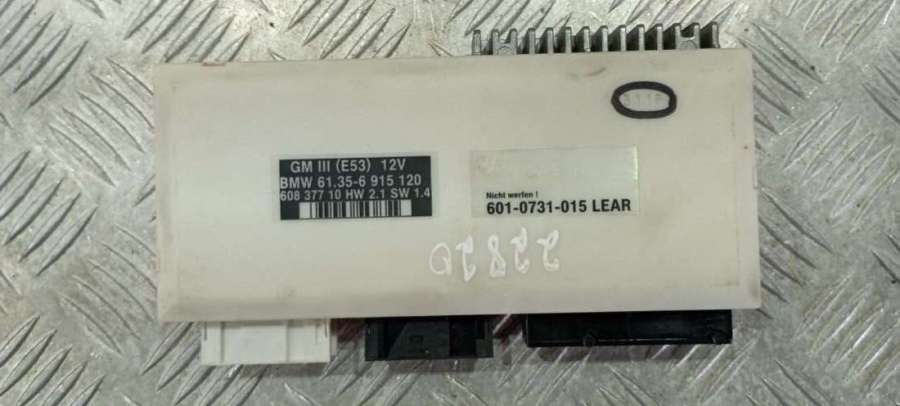 GM III (E53) 12V
BMW 61.35-6 915 120
608 377 10 HW 2.1 SW 1.4
Nicht werfen !
601-0731-015 LEAR
22820